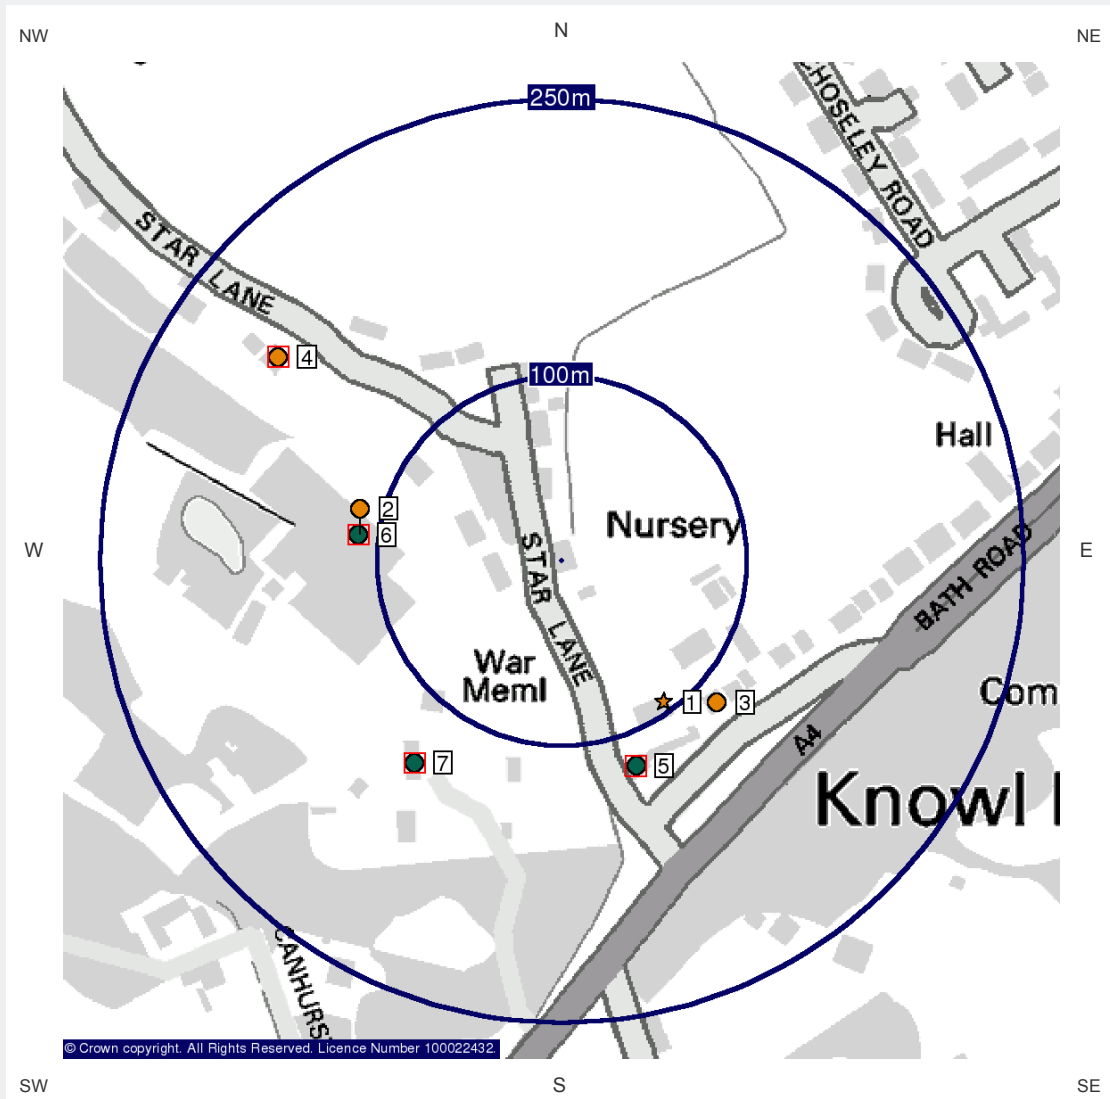 NW
N
NE
250m
CHOSELEY ROAD
STAR LANE
4
100m
Hall
2
Nursery
6
W
E
STAR LANE
BATH ROAD
War
Meml
Com
1
3
A4
7
5
Knowl
CANHURS
© Crown copyright. All Rights Reserved. Licence Number 100022432.
SW
S
SE